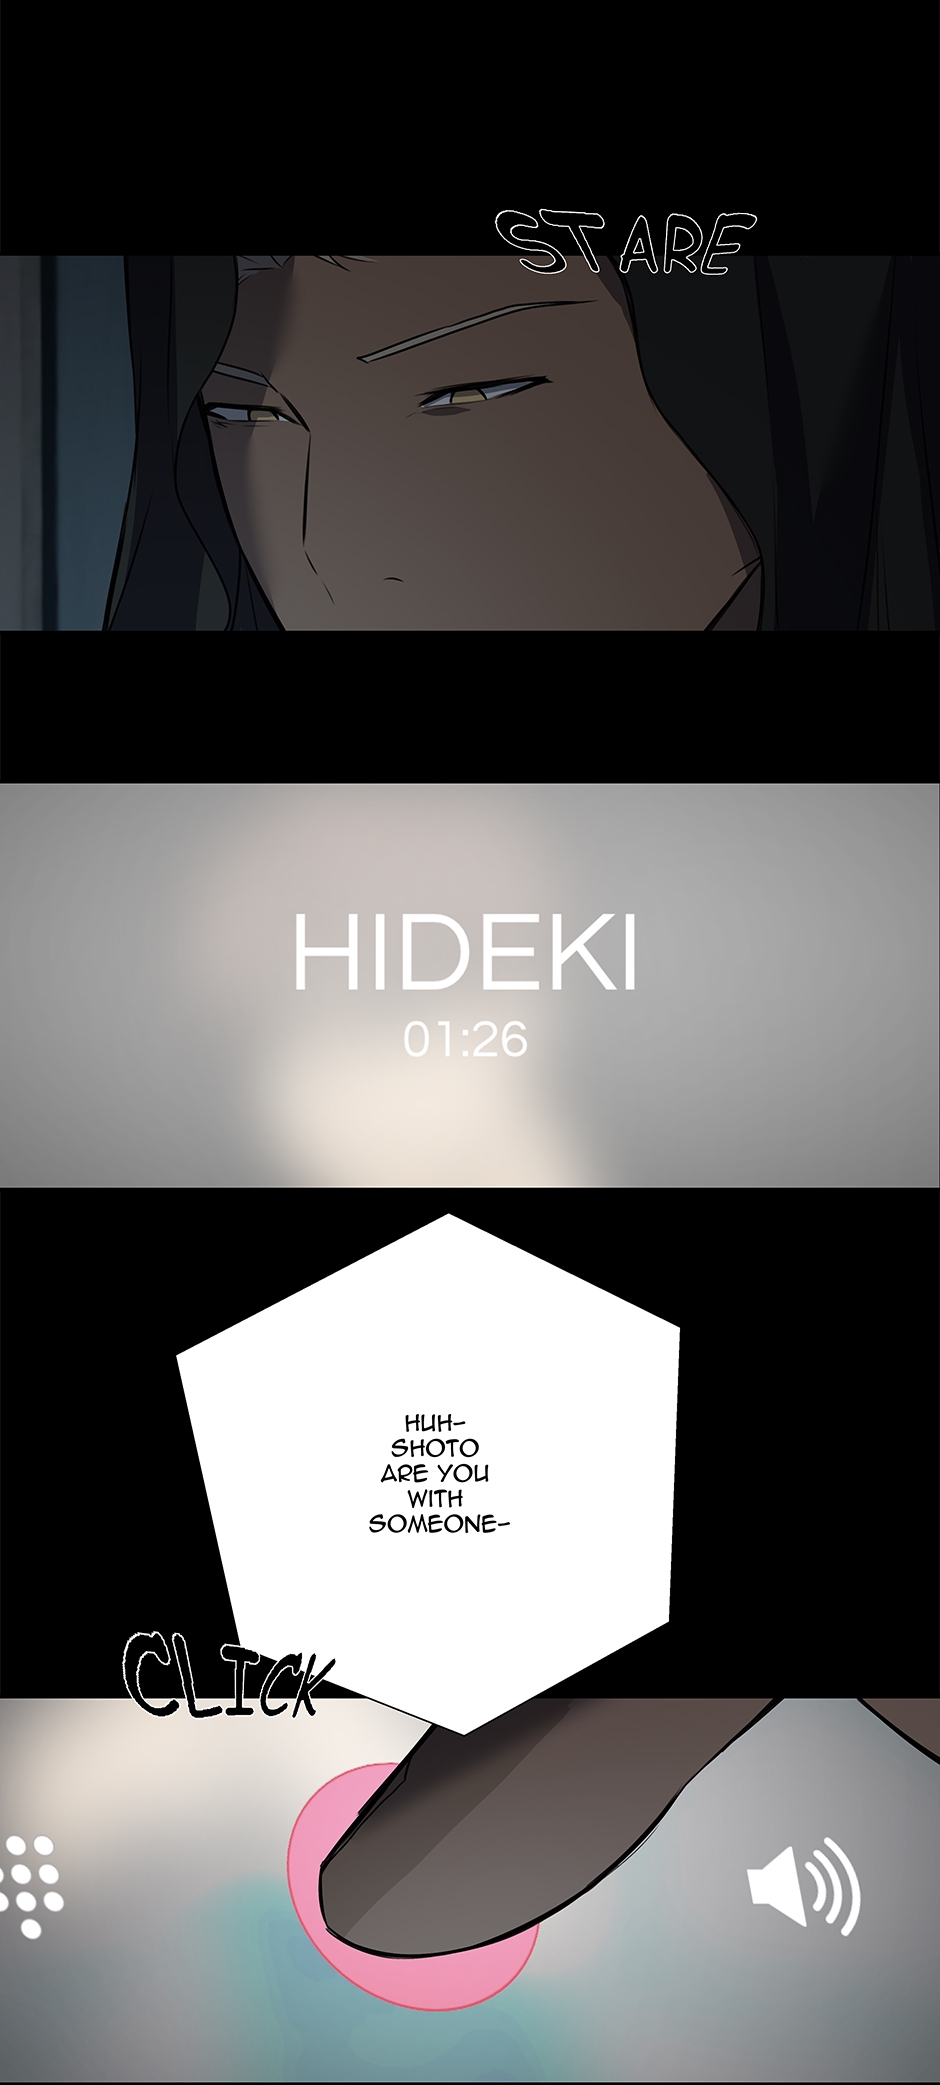 STARE
HIDEKI
01:26
HUH-
SHOTO
ARE YOU
WITH
SOMEONE-
CLICK